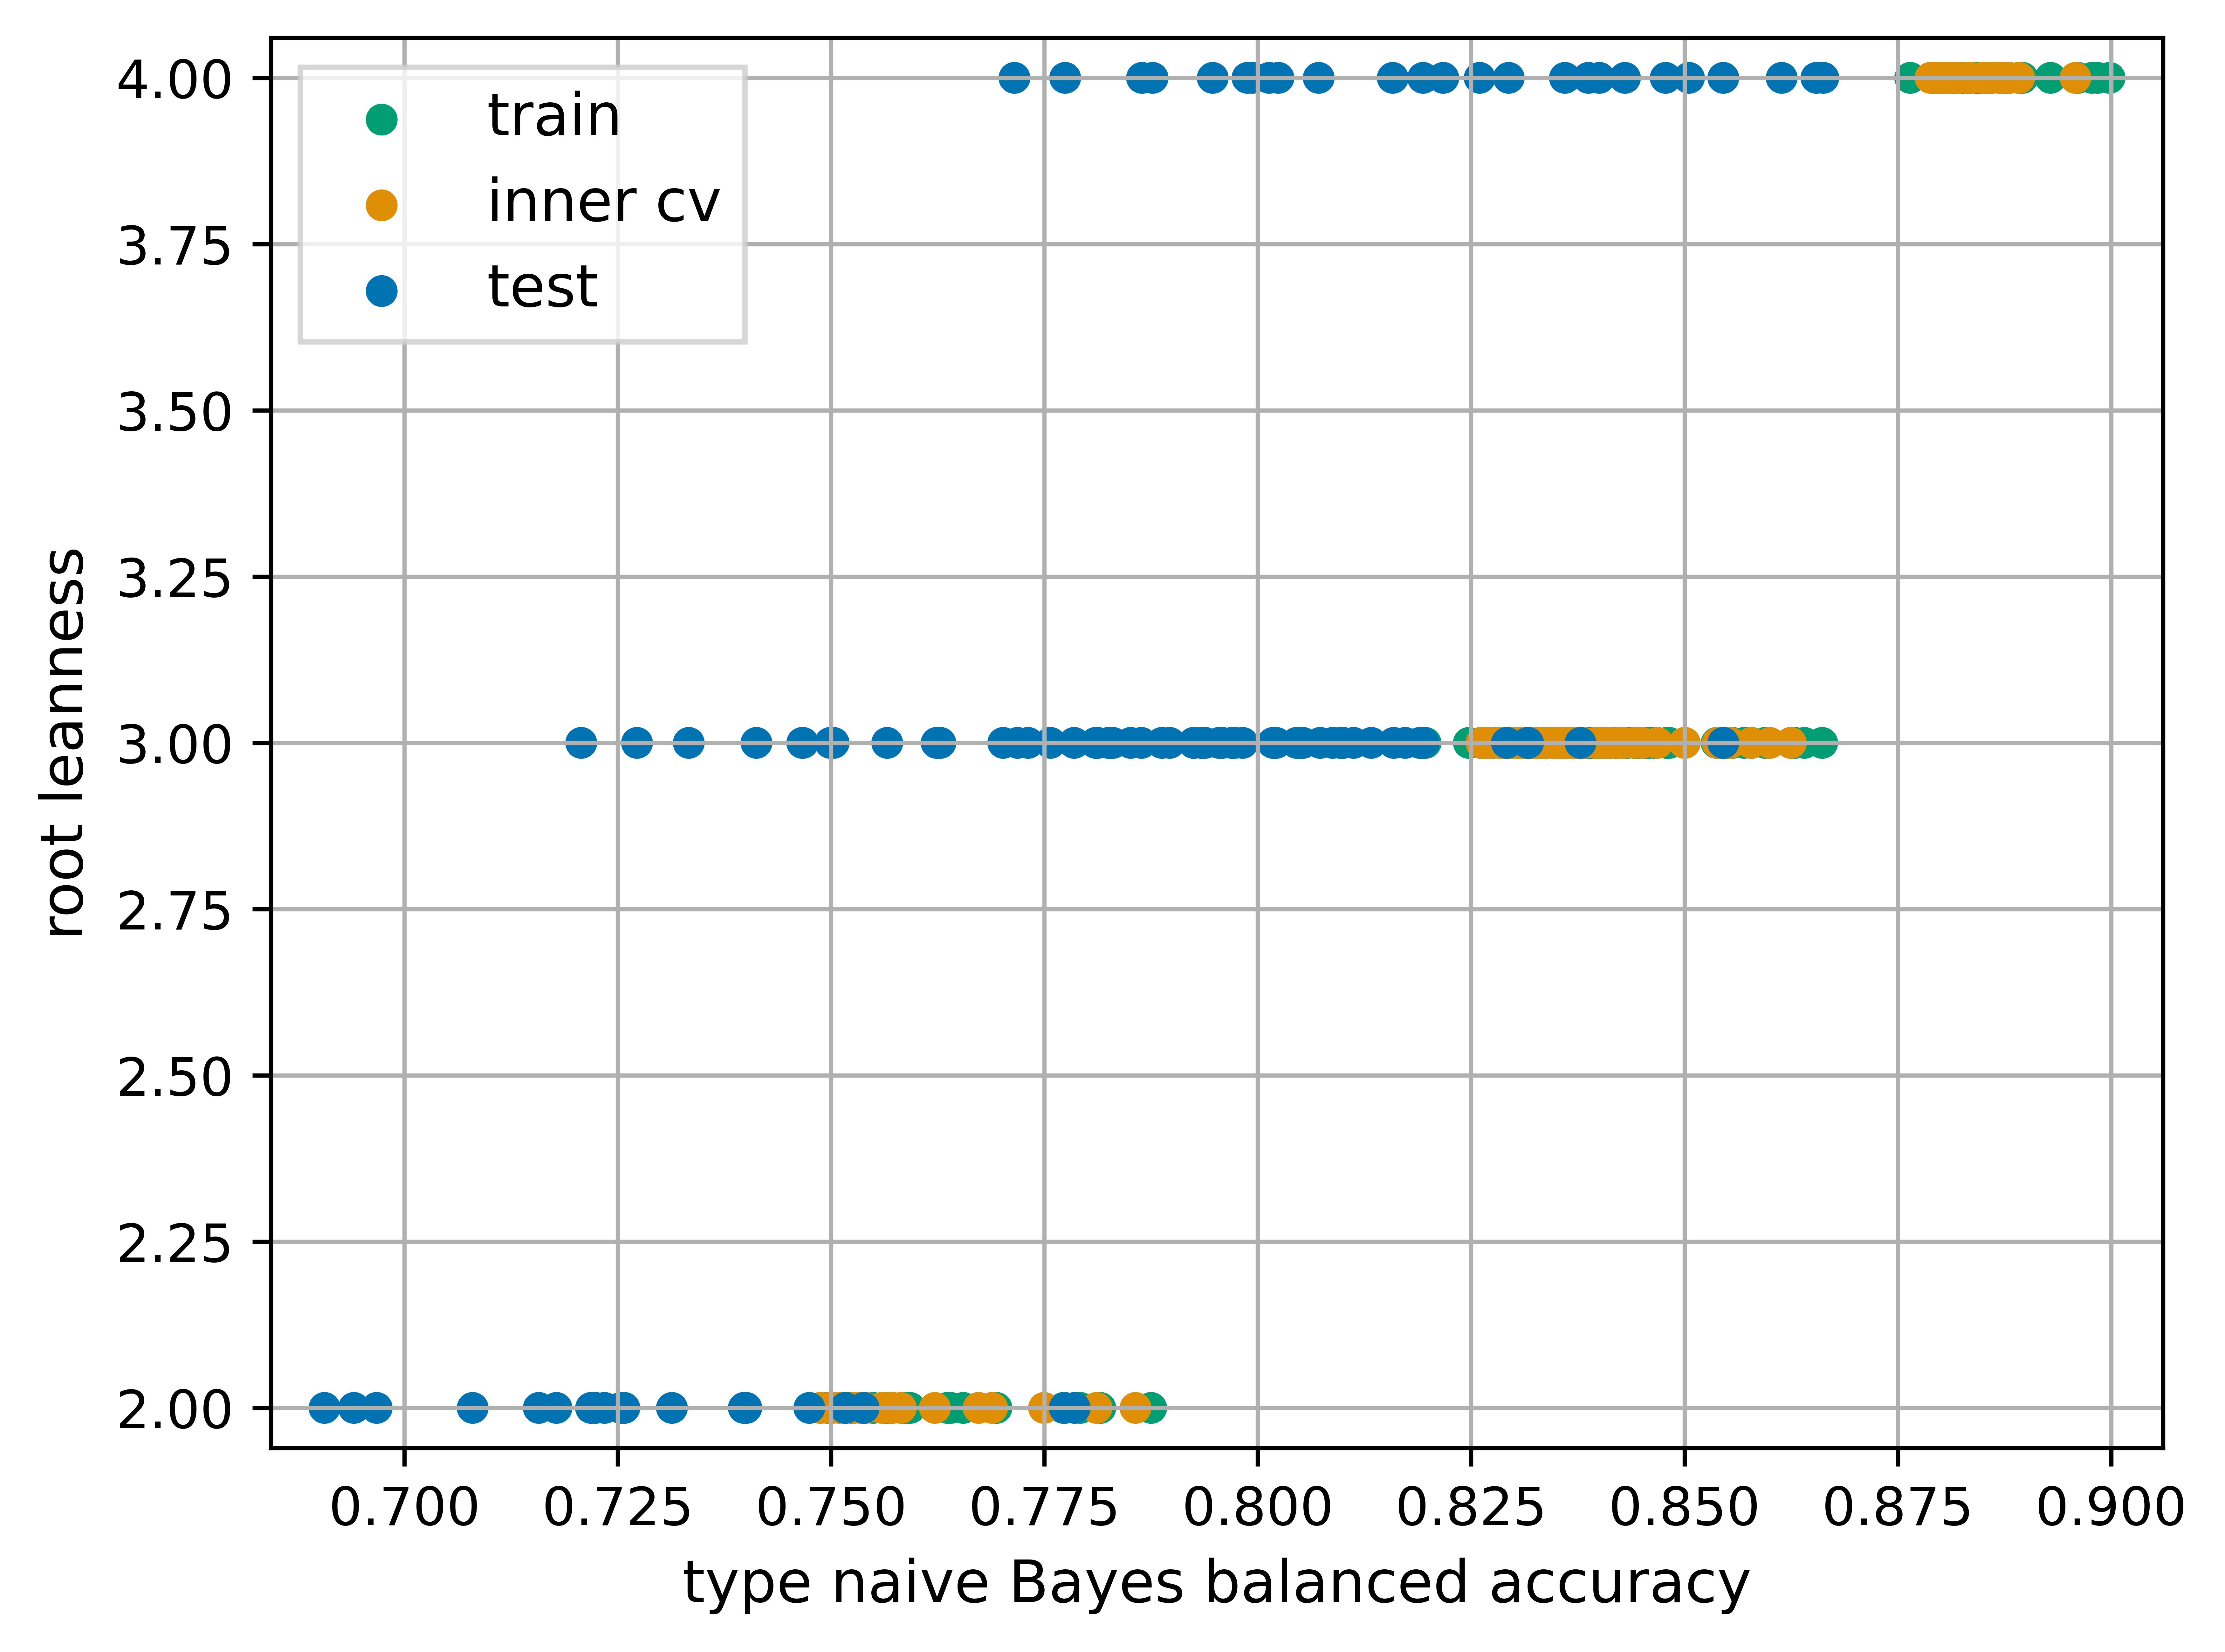 4.00
3.75
3.50
3.25
3.00
2.75
2.50
2.25
2.00
root leanness
train
inner cv
test
0.700 0.725 0.750 0.775 0.800 0.825 0.850 0.875 0.900
type naive Bayes balanced accuracy